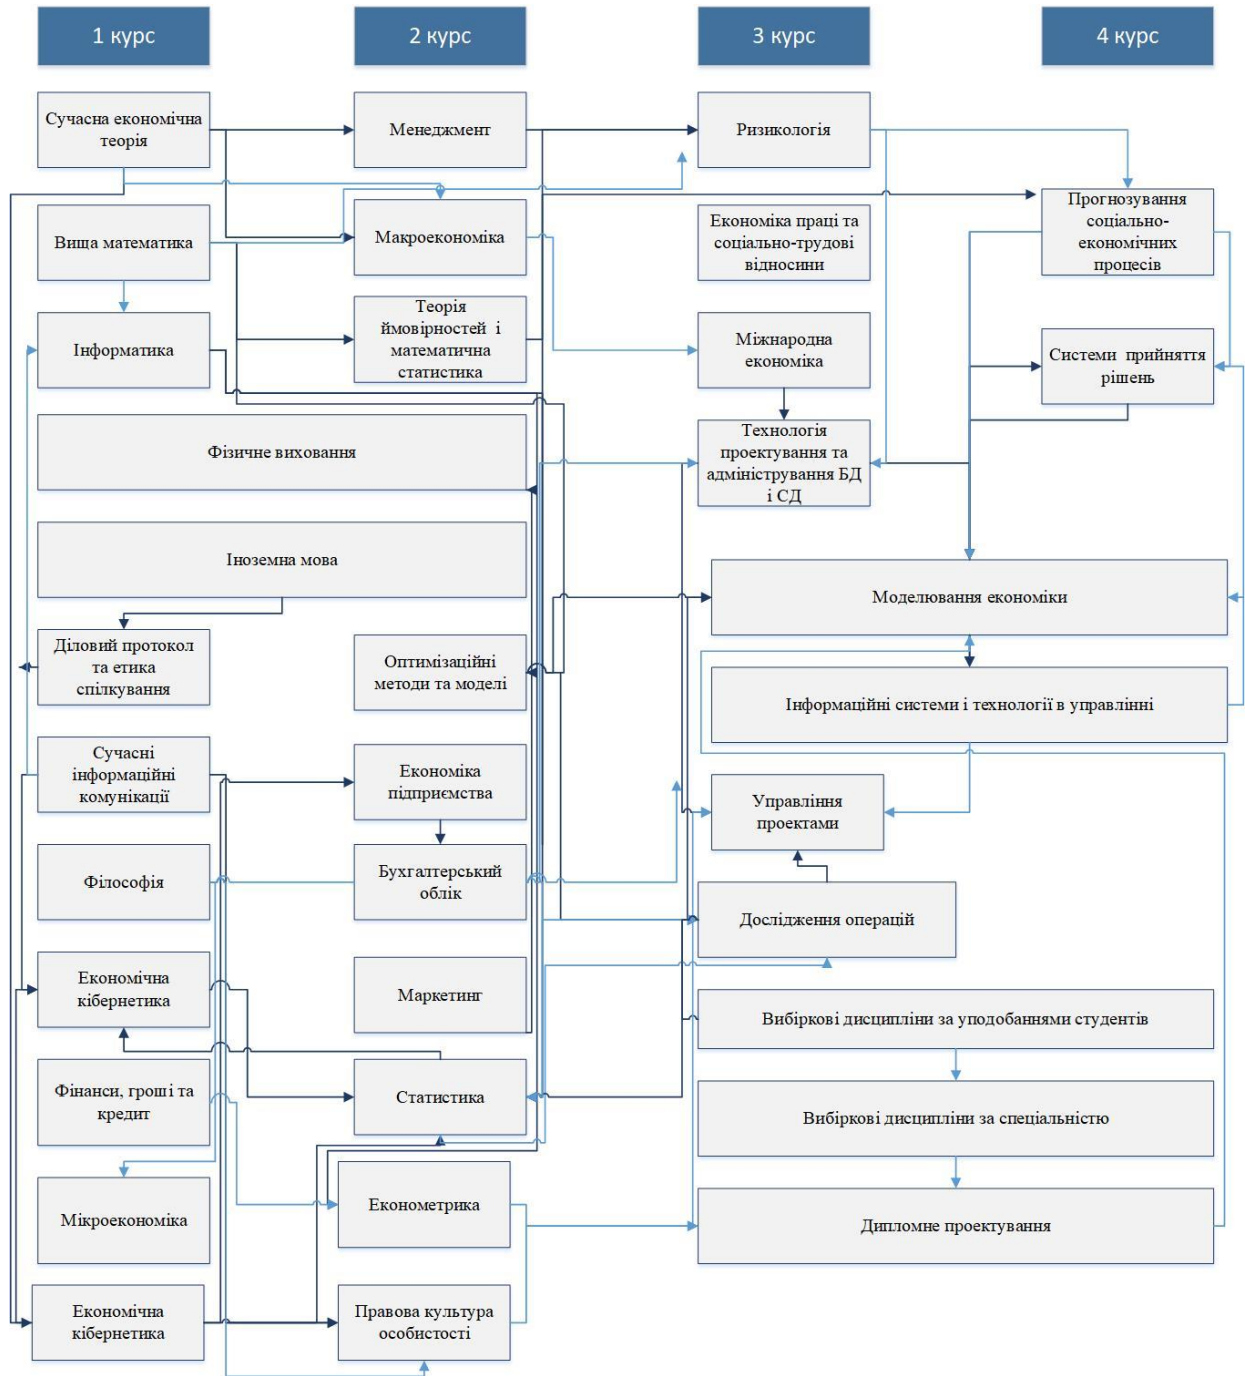 1 курс
2 курс
3 курс
4 курс
Сучасна економічна
теорія
Вища математика
Інформатика
Фізичне виховання
Іноземна мова
Діловий протокол
та етика
спілкування
Сучасні
інформаційні
комунікації
Філософія
Економічна
кібернетика
Фінанси, гроші та
кредит
Мікроекономіка
Економічна
кібернетика
Менеджмент
Макроекономіка
Теорія
ймовірностей і
математична
статистика
Оптимізаційні
методи та моделі
Економіка
підприємства
Бухгалтерський
облік
Маркетинг
Статистика
Економетрика
Правова культура
особистості
Ризикологія
Економіка праці та
соціально-трудові
відносини
Міжнародна
економіка
Технологія
проектування та
адміністрування БД
і СД
Прогнозування
соціально-
економічних
процесів
Системи прийняття
рішень
Моделювання економіки
Інформаційні системи і технології в управлінні
Управління
проектами
Дослідження операцій
Вибіркові дисципліни за уподобаннями студентів
Вибіркові дисципліни за спеціальністю
Дипломне проектування